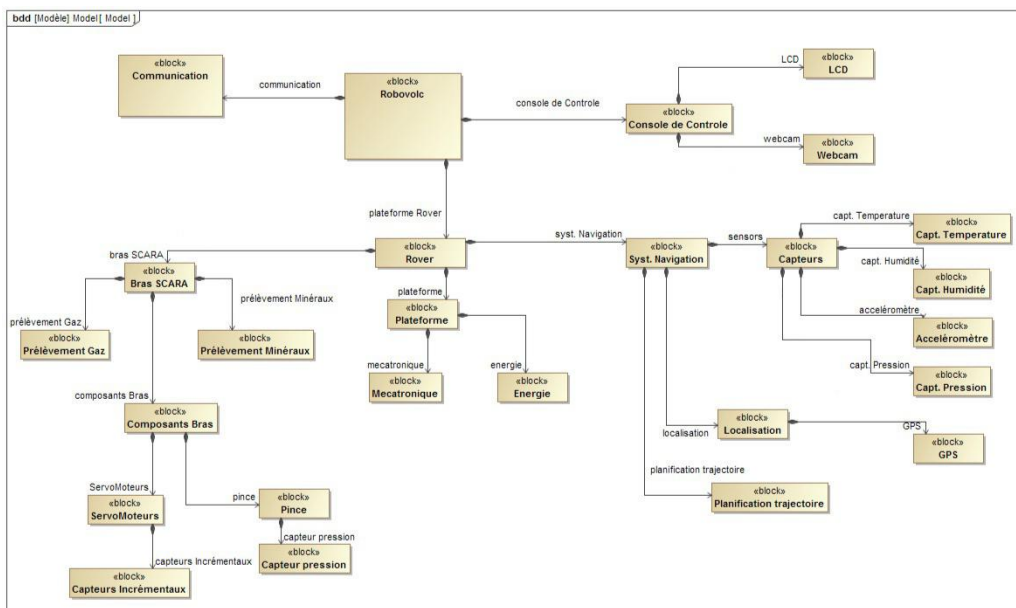 bdd [Modèle] Model [ Model ]
«block»
Communication
communication
«block»
Robovolc
console de Controle
«block»
Console de Controle
LCD
«block»
LCD
webcam
«block»
Webcam
plateforme Rover
«block»
Rover
bras SCARA
«block»
Bras SCARA
prélèvement Gaz
«block»
Prélèvement Gaz
prélèvement Minéraux
«block»
Prélèvement Minéraux
composants Bras
«block»
Composants Bras
ServoMoteurs
«block»
ServoMoteurs
capteurs Incrémentaux
«block»
Capteurs Incrémentaux
pince
«block»
Pince
capteur pression
«block»
Capteur pression
plateforme
«block»
Plateforme
mecatronique
«block»
Mecatronique
energie
«block»
Energie
syst. Navigation
«block»
Syst. Navigation
sensors
«block»
Capteurs
capt. Temperature
«block»
Capt. Temperature
capt. Humidité
«block»
Capt. Humidité
accelèromètre
«block»
Accelèromètre
capt. Pression
«block»
Capt. Pression
localisation
«block»
Localisation
GPS
«block»
GPS
planification trajectoire
«block»
Planification trajectoire